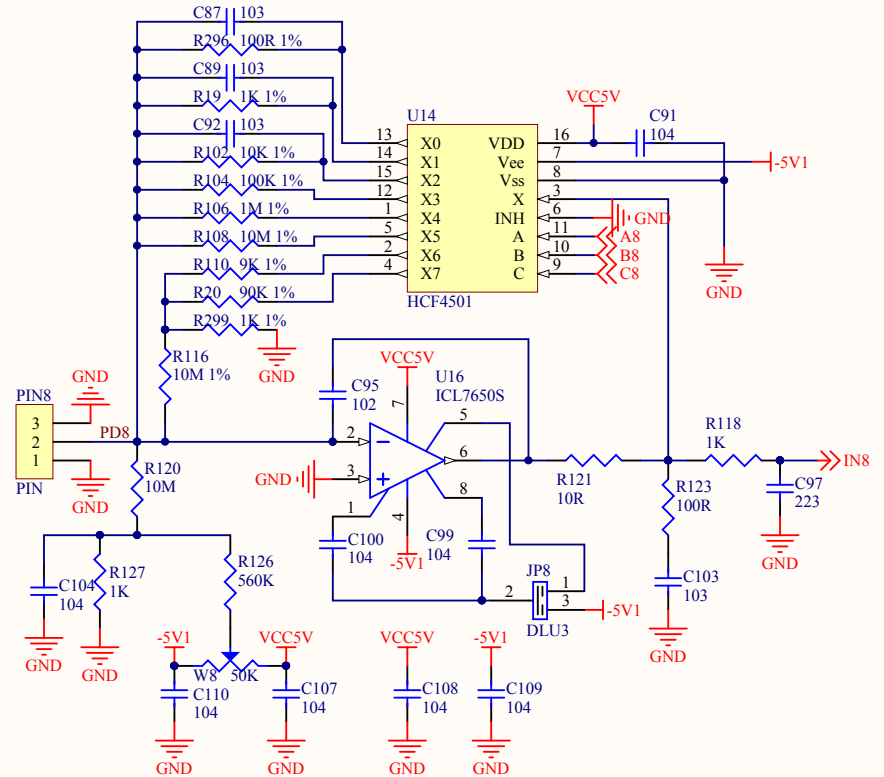 C87 103
R296 100R 1%
C89 103
R19 1K 1%
C92 103
R102 10K 1%
R104 100K 1%
R106 1M 1%
R108 10M 1%
R110 9K 1%
R20 90K 1%
R299 1K 1%
GND
R116
10M 1%
U14
13 X0 VDD 16
14 X1 Vee 7
15 X2 Vss 8
12 X3 X 3
1 X4 INH 6
5 X5 A 11
2 X6 B 10
4 X7 C 9
HCF4501
VCC5V
C91
104
-5V1
GND
A8
B8
C8
GND
GND
PIN8
3
2
1
PIN
PD8
GND
C95
102
VCC5V
U16
ICL7650S
7
5
2
6
3
GND
8
1
4
-5V1
C100
104
C99
104
R121
10R
R118
1K
IN8
C97
223
GND
R123
100R
C103
103
GND
JP8
2
1
3
-5V1
DLU3
R120
10M
C104
104
GND
R127
1K
GND
R126
560K
-5V1
W8 50K
VCC5V
C110
104
GND
C107
104
GND
VCC5V
C108
104
GND
-5V1
C109
104
GND